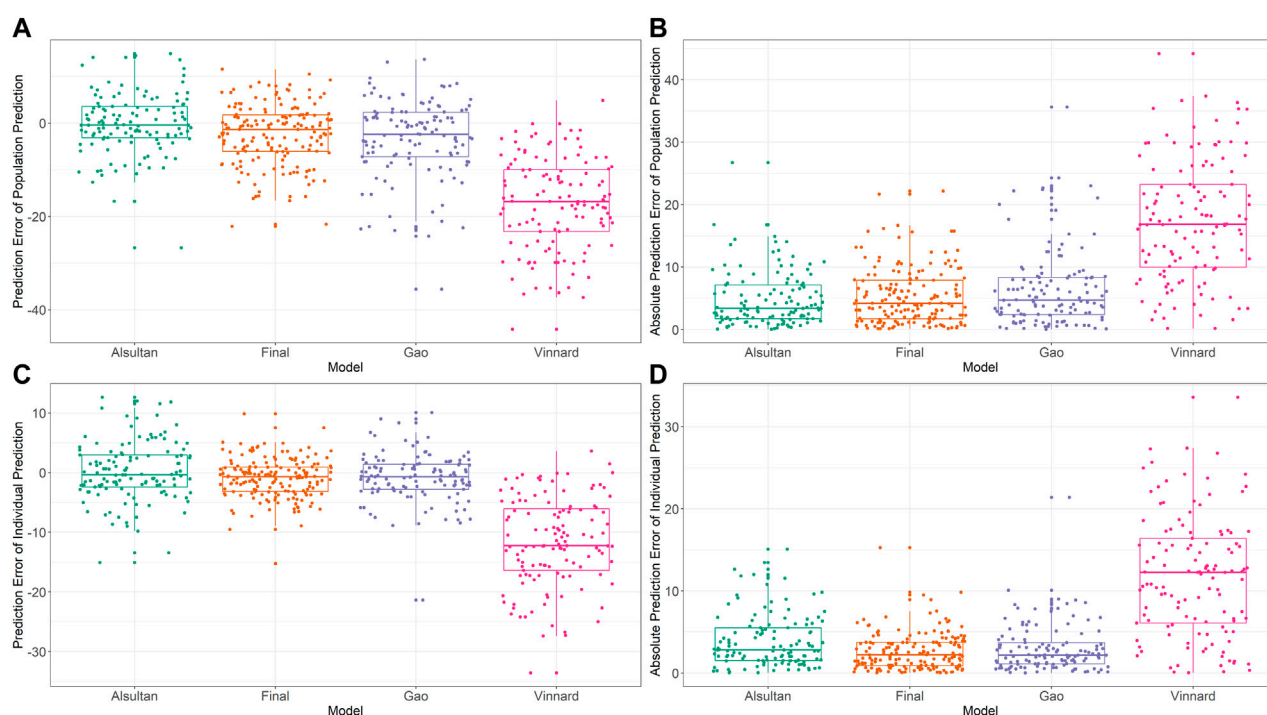 A
Prediction Error of Population Prediction
0
-20
-40
Alsultan Final Gao Vinnard
Model
B
Absolute Prediction Error of Population Prediction
40
30
20
10
0
Alsultan Final Gao Vinnard
Model
C
Prediction Error of Individual Prediction
10
0
-10
-20
-30
Alsultan Final Gao Vinnard
Model
D
Absolute Prediction Error of Individual Prediction
30
20
10
0
Alsultan Final Gao Vinnard
Model